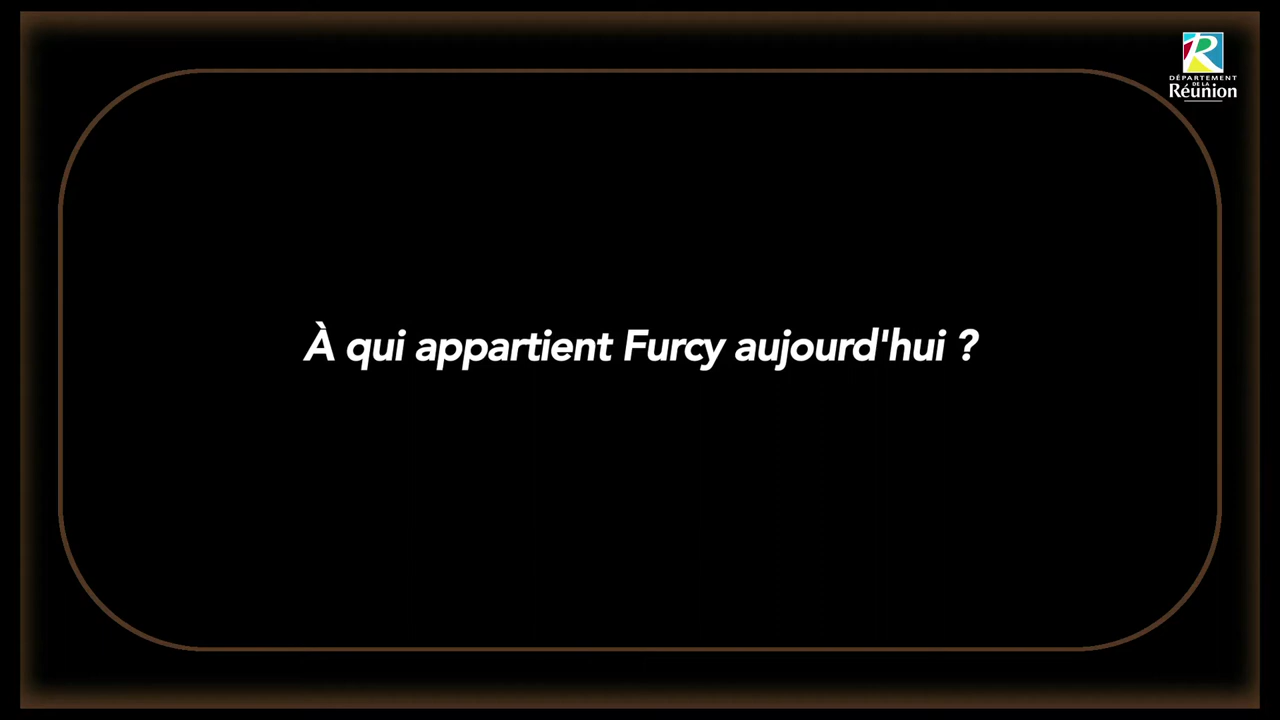 R
DÉPARTEMENT
DE LA
Réunion
À qui appartient Furcy aujourd'hui ?